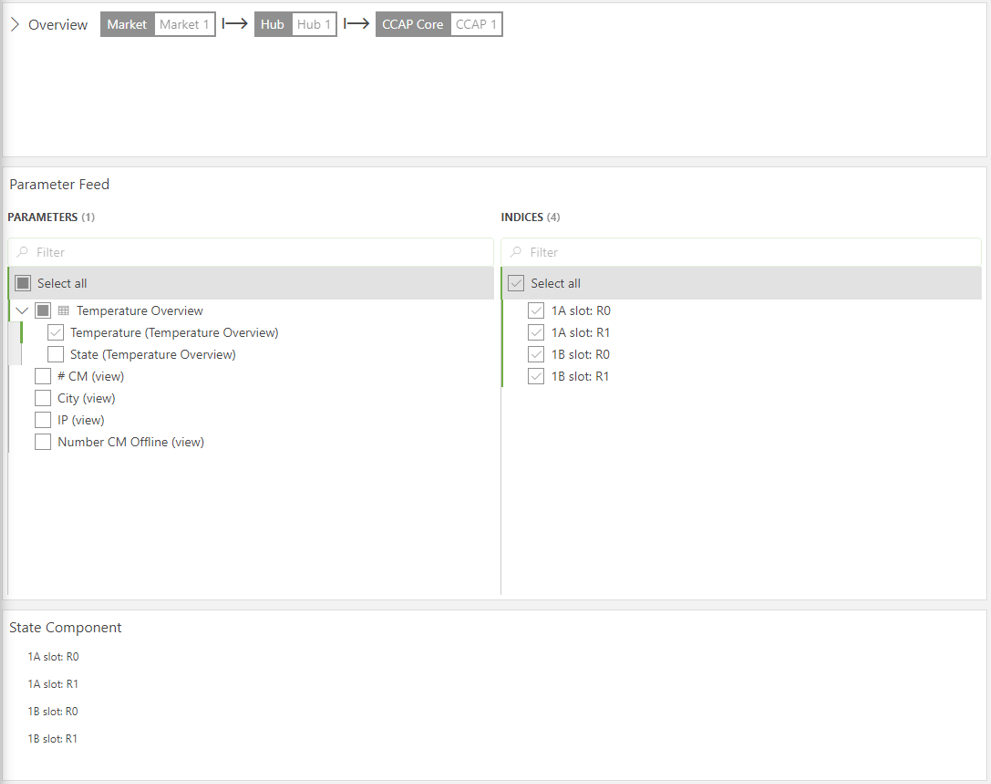 Overview Market Market 1 Hub Hub 1 CCAP Core CCAP 1
Parameter Feed
PARAMETERS (1)
Filter
Select all
Temperature Overview
Temperature (Temperature Overview)
State (Temperature Overview)
# CM (view)
City (view)
IP (view)
Number CM Offline (view)
INDICES (4)
Filter
Select all
1A slot: R0
1A slot: R1
1B slot: R0
1B slot: R1
State Component
1A slot: R0
1A slot: R1
1B slot: R0
1B slot: R1